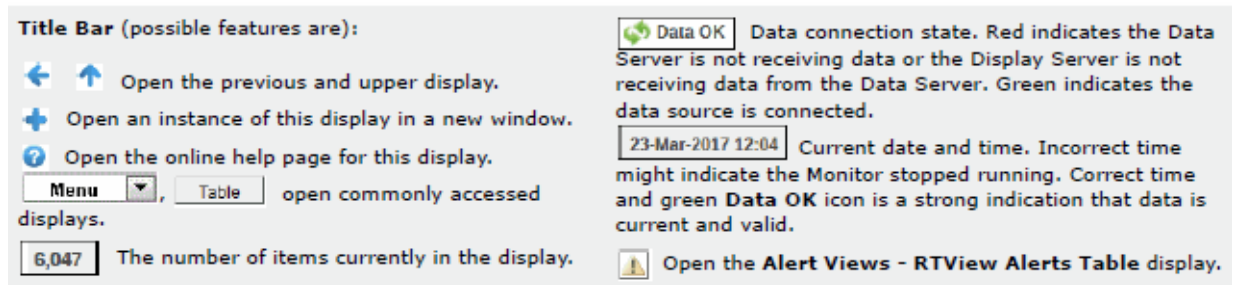 Title Bar (possible features are):
Open the previous and upper display.
Open an instance of this display in a new window.
? Open the online help page for this display.
Menu , Table open commonly accessed
displays.
6,047 The number of items currently in the display.
Data OK Data connection state. Red indicates the Data
Server is not receiving data or the Display Server is not
receiving data from the Data Server. Green indicates the
data source is connected.
23-Mar-2017 12:04 Current date and time. Incorrect time
might indicate the Monitor stopped running. Correct time
and green Data OK icon is a strong indication that data is
current and valid.
Open the Alert Views - RTView Alerts Table display.